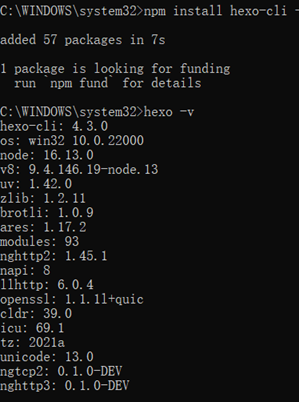 C:\WINDOWS\system32>npm install hexo-cli -
added 57 packages in 7s
1 package is looking for funding
run `npm fund` for details
C:\WINDOWS\system32>hexo -v
hexo-cli: 4.3.0
os: win32 10.0.22000
node: 16.13.0
v8: 9.4.146.19-node.13
uv: 1.42.0
zlib: 1.2.11
brotli: 1.0.9
ares: 1.17.2
modules: 93
nghttp2: 1.45.1
napi: 8
llhttp: 6.0.4
openssl: 1.1.1l+quic
cldr: 39.0
icu: 69.1
tz: 2021a
unicode: 13.0
ngtcp2: 0.1.0-DEV
nghttp3: 0.1.0-DEV